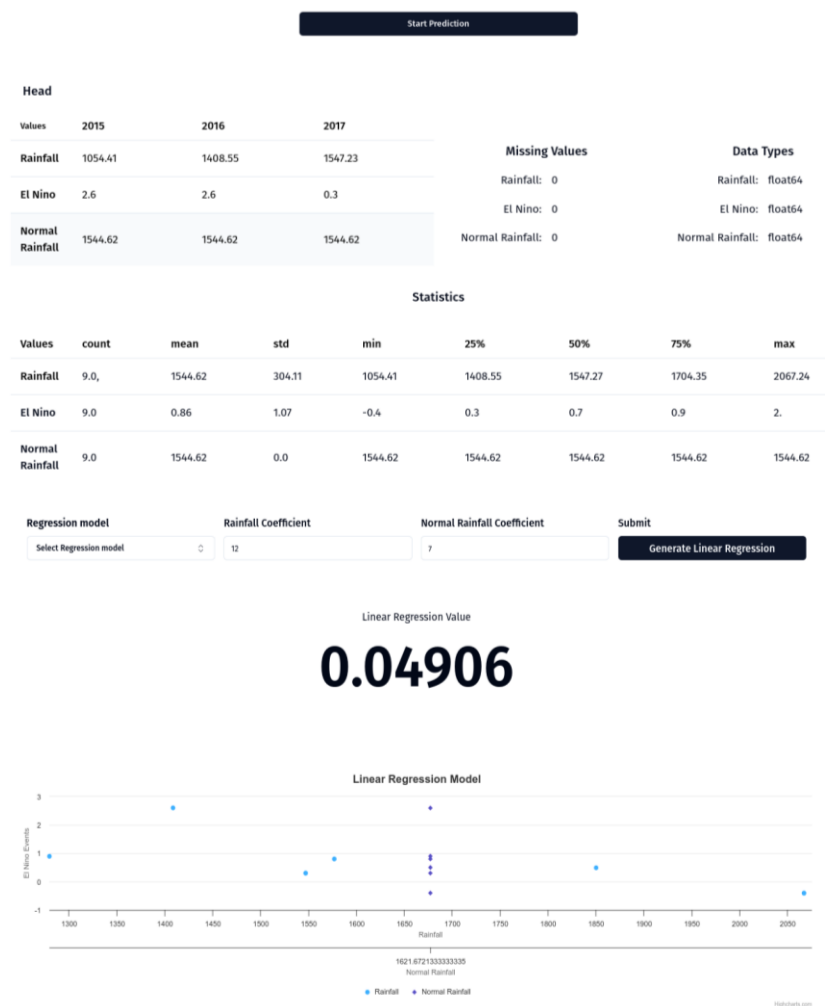 Start Prediction
Head
Values 2015 2016 2017
Rainfall 1054.41 1408.55 1547.23
El Nino 2.6 2.6 0.3
Normal
Rainfall 1544.62 1544.62 1544.62
Missing Values
Rainfall: 0
El Nino: 0
Normal Rainfall: 0
Data Types
Rainfall: float64
El Nino: float64
Normal Rainfall: float64
Statistics
Values count mean std min 25% 50% 75% max
Rainfall 9.0, 1544.62 304.11 1054.41 1408.55 1547.27 1704.35 2067.24
El Nino 9.0 0.86 1.07 -0.4 0.3 0.7 0.9 2.
Normal
Rainfall 9.0 1544.62 0.0 1544.62 1544.62 1544.62 1544.62 1544.62
Regression model Rainfall Coefficient Normal Rainfall Coefficient Submit
Select Regression model 12 7 Generate Linear Regression
Linear Regression Value
0.04906
Linear Regression Model
El Nino Events
3
2
1
0
-1
1300 1350 1400 1450 1500 1550 1600 1650 1700 1750 1800 1850 1900 1950 2000 2050
Rainfall
1621.6721333333335
Normal Rainfall
Rainfall Normal Rainfall
Highcharts.com